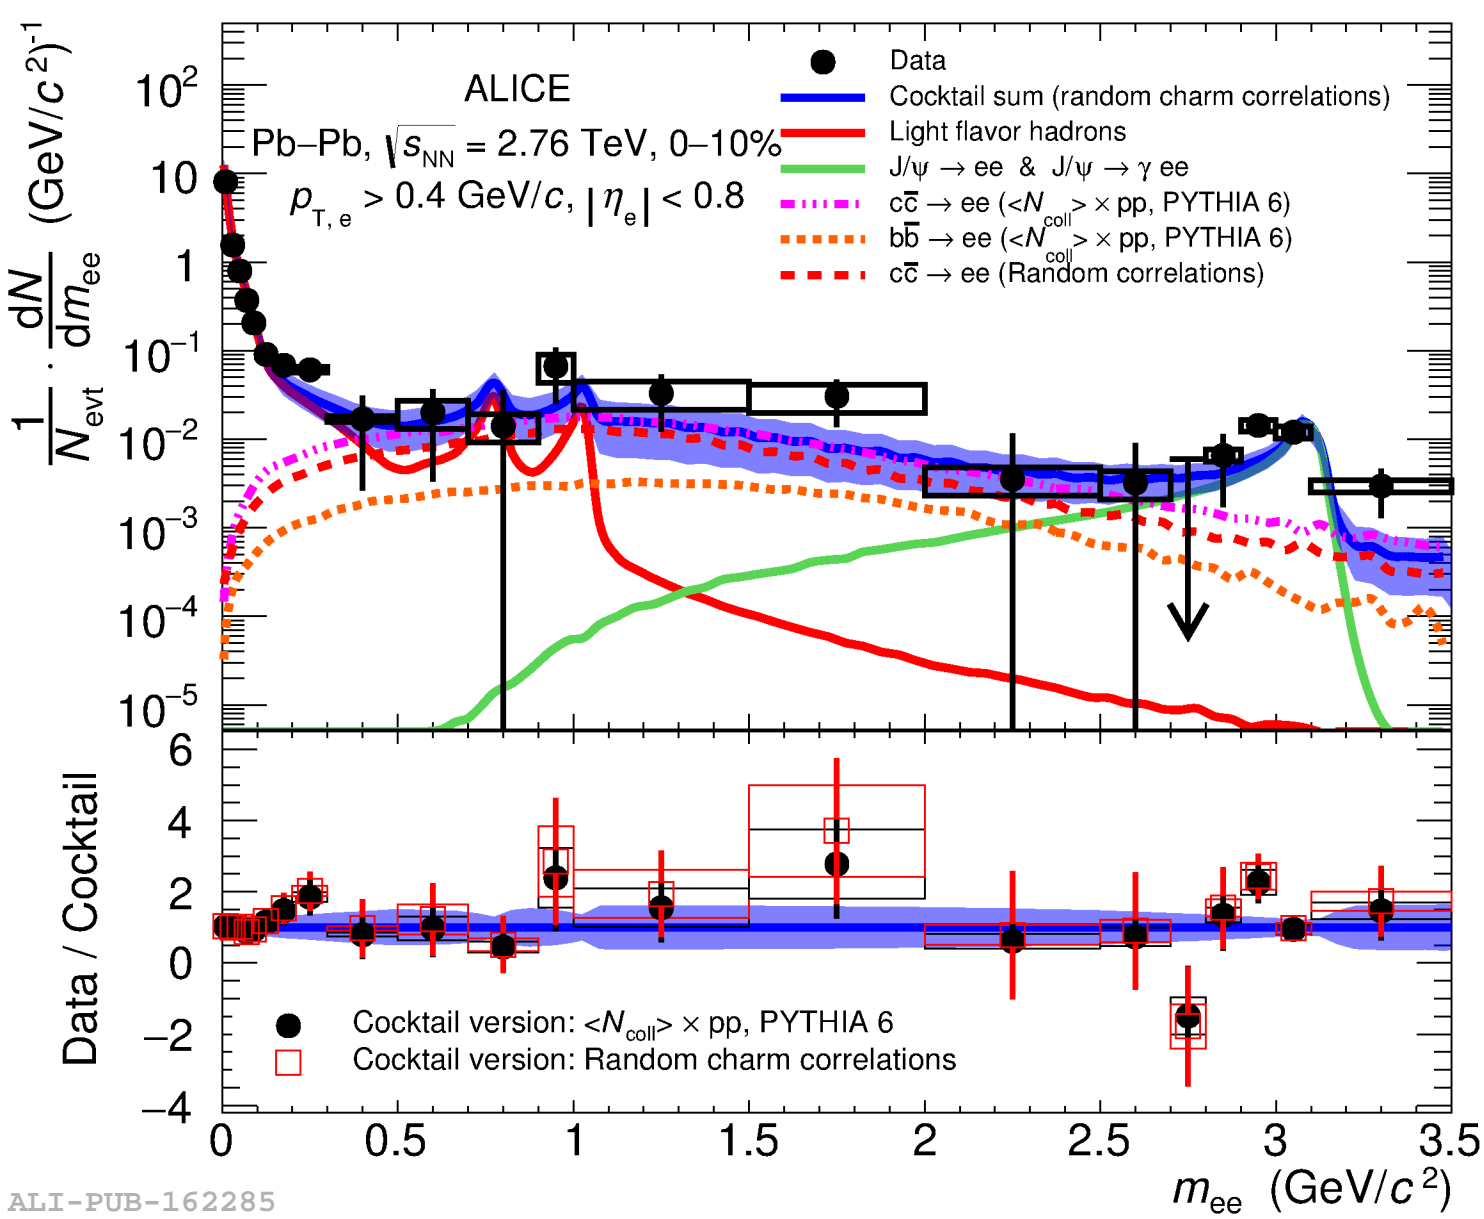 ALICE
Pb–Pb, √sNN = 2.76 TeV, 0–10%
pT, e > 0.4 GeV/c, |ηe| < 0.8
Data
Cocktail sum (random charm correlations)
Light flavor hadrons
J/ψ → ee & J/ψ → γ ee
cc̅ → ee (<Ncoll> × pp, PYTHIA 6)
bb̅ → ee (<Ncoll> × pp, PYTHIA 6)
cc̅ → ee (Random correlations)
1/Nevt · dN/dmee (GeV/c²)⁻¹
10²
10
1
10⁻¹
10⁻²
10⁻³
10⁻⁴
10⁻⁵
Data / Cocktail
6
4
2
0
−2
−4
Cocktail version: <Ncoll> × pp, PYTHIA 6
Cocktail version: Random charm correlations
0 0.5 1 1.5 2 2.5 3 3.5
mee (GeV/c²)
ALI-PUB-162285